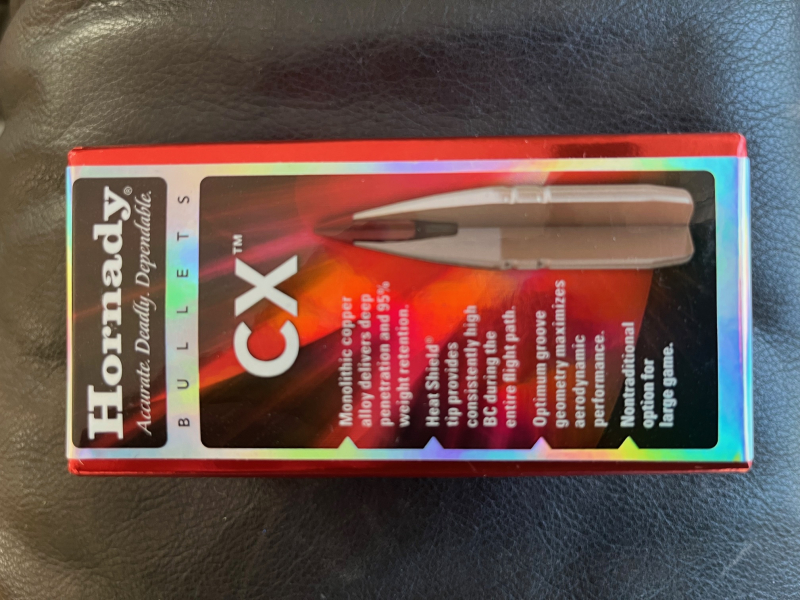 Hornady®
Accurate. Deadly. Dependable.
BULLETS
CX™
Monolithic copper
alloy delivers deep
penetration and 95%
weight retention.
Heat Shield®
tip provides
consistently high
BC during the
entire flight path.
Optimum groove
geometry maximizes
aerodynamic
performance.
Nontraditional
option for
large game.